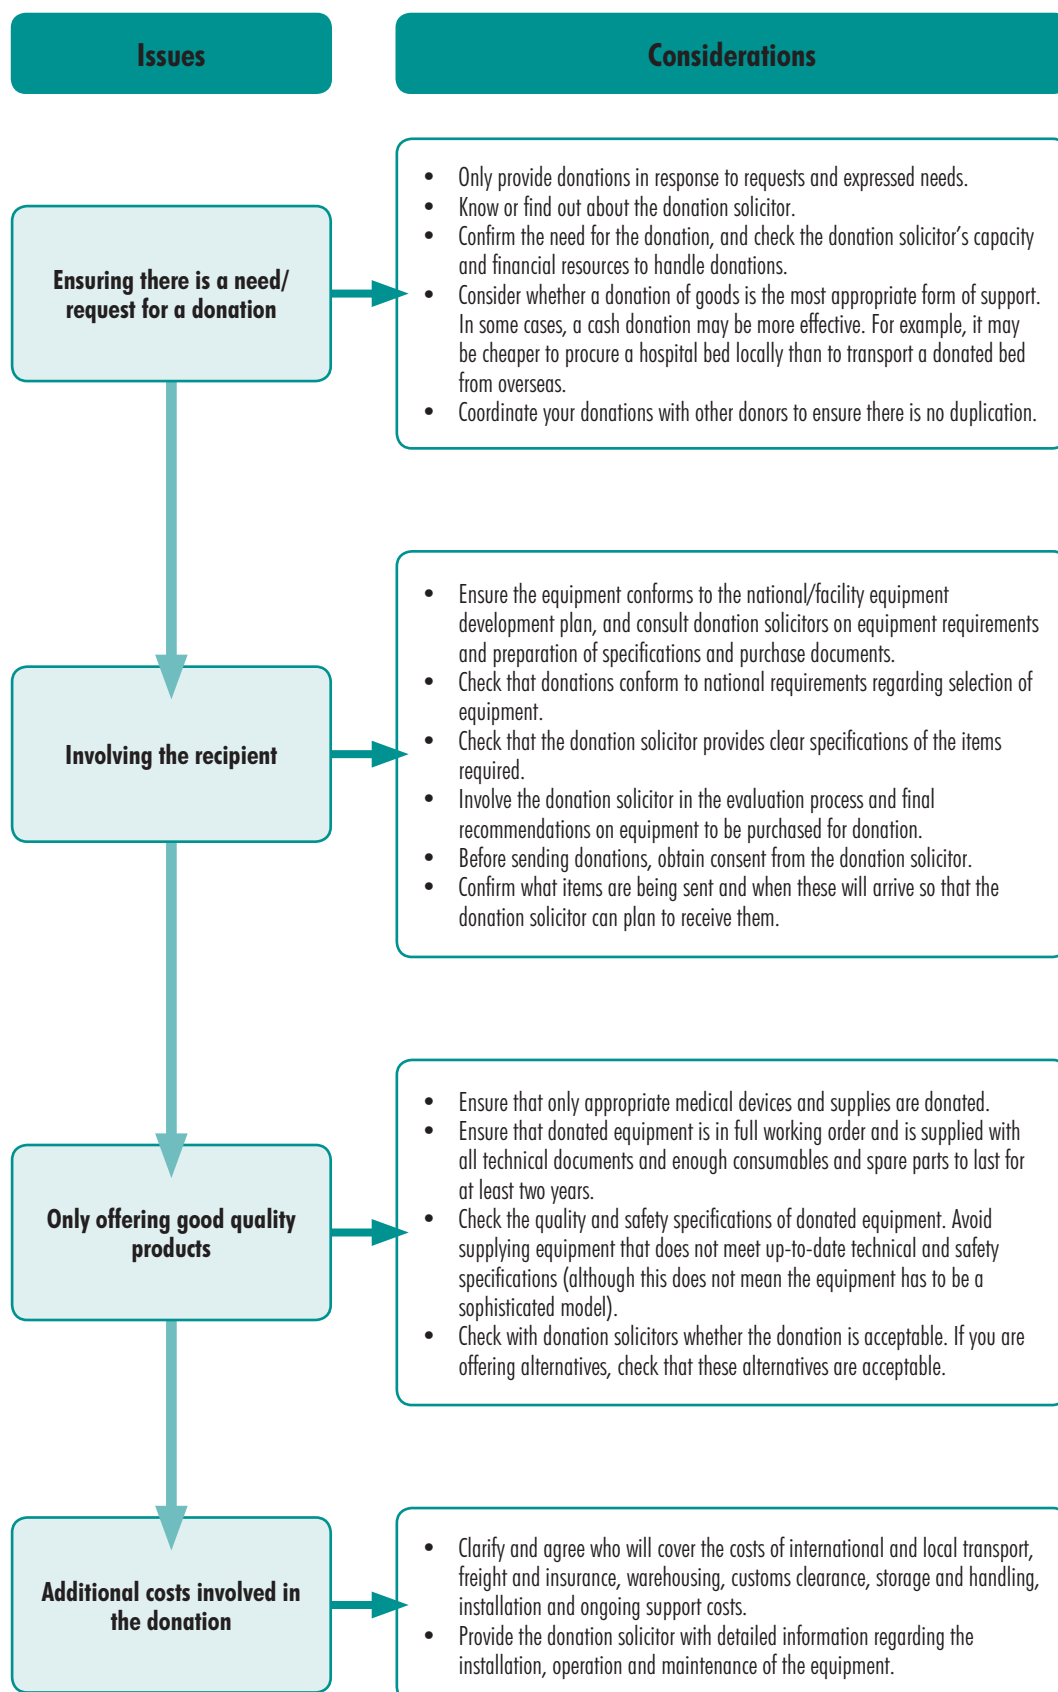 Issues
Considerations
Ensuring there is a need/
request for a donation
• Only provide donations in response to requests and expressed needs.
• Know or find out about the donation solicitor.
• Confirm the need for the donation, and check the donation solicitor's capacity
and financial resources to handle donations.
• Consider whether a donation of goods is the most appropriate form of support.
In some cases, a cash donation may be more effective. For example, it may
be cheaper to procure a hospital bed locally than to transport a donated bed
from overseas.
• Coordinate your donations with other donors to ensure there is no duplication.
Involving the recipient
• Ensure the equipment conforms to the national/facility equipment
development plan, and consult donation solicitors on equipment requirements
and preparation of specifications and purchase documents.
• Check that donations conform to national requirements regarding selection of
equipment.
• Check that the donation solicitor provides clear specifications of the items
required.
• Involve the donation solicitor in the evaluation process and final
recommendations on equipment to be purchased for donation.
• Before sending donations, obtain consent from the donation solicitor.
• Confirm what items are being sent and when these will arrive so that the
donation solicitor can plan to receive them.
Only offering good quality
products
• Ensure that only appropriate medical devices and supplies are donated.
• Ensure that donated equipment is in full working order and is supplied with
all technical documents and enough consumables and spare parts to last for
at least two years.
• Check the quality and safety specifications of donated equipment. Avoid
supplying equipment that does not meet up-to-date technical and safety
specifications (although this does not mean the equipment has to be a
sophisticated model).
• Check with donation solicitors whether the donation is acceptable. If you are
offering alternatives, check that these alternatives are acceptable.
Additional costs involved in
the donation
• Clarify and agree who will cover the costs of international and local transport,
freight and insurance, warehousing, customs clearance, storage and handling,
installation and ongoing support costs.
• Provide the donation solicitor with detailed information regarding the
installation, operation and maintenance of the equipment.